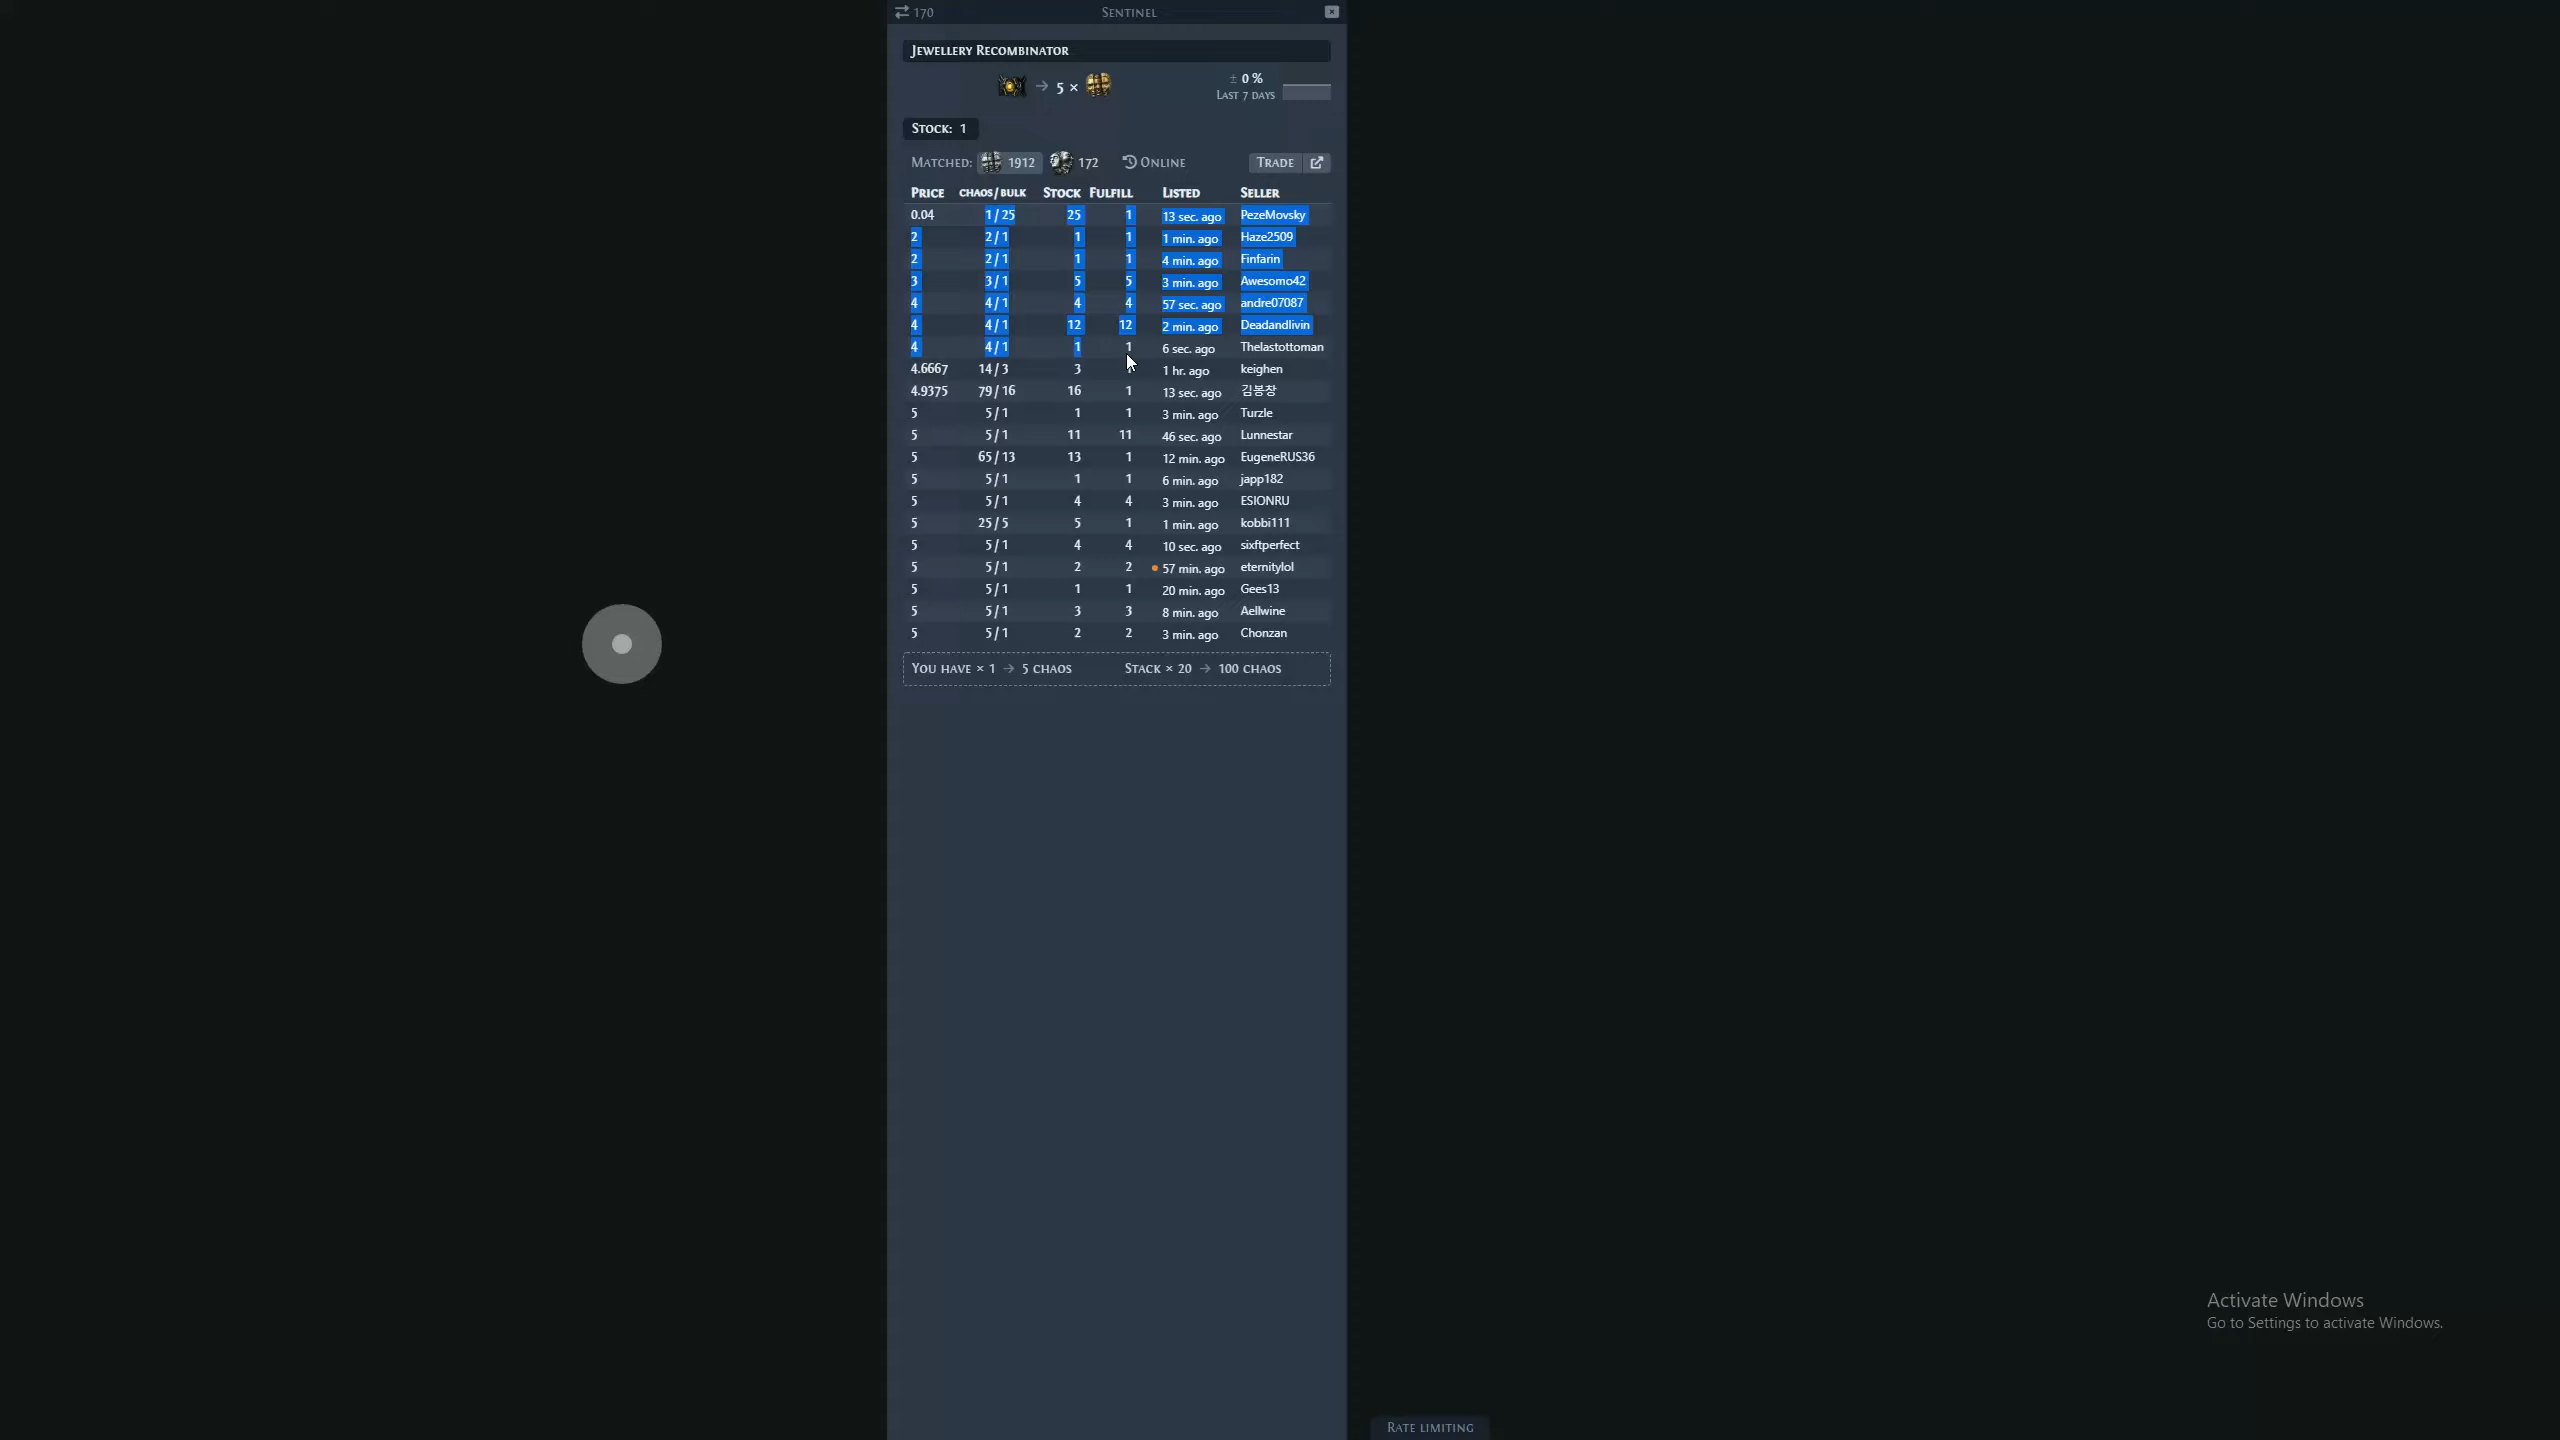 170 SENTINEL
JEWELLERY RECOMBINATOR
5 ×
± 0 %
LAST 7 DAYS
STOCK: 1
MATCHED: 1912 172 ONLINE TRADE
PRICE CHAOS / BULK STOCK FULFILL LISTED SELLER
0.04 1 / 25 25 1 13 sec. ago PezeMovsky
2 2 / 1 1 1 1 min. ago Haze2509
2 2 / 1 1 1 4 min. ago Finfarin
3 3 / 1 5 5 3 min. ago Awesomo42
4 4 / 1 4 4 57 sec. ago andre07087
4 4 / 1 12 12 2 min. ago Deadandlivin
4 4 / 1 1 1 6 sec. ago Thelastottoman
4.6667 14 / 3 3 1 hr. ago keighen
4.9375 79 / 16 16 1 13 sec. ago 김봉창
5 5 / 1 1 1 3 min. ago Turzle
5 5 / 1 11 11 46 sec. ago Lunnestar
5 65 / 13 13 1 12 min. ago EugeneRUS36
5 5 / 1 1 1 6 min. ago japp182
5 5 / 1 4 4 3 min. ago ESIONRU
5 25 / 5 5 1 1 min. ago kobbi111
5 5 / 1 4 4 10 sec. ago sixftperfect
5 5 / 1 2 2 57 min. ago eternitylol
5 5 / 1 1 1 20 min. ago Gees13
5 5 / 1 3 3 8 min. ago Aellwine
5 5 / 1 2 2 3 min. ago Chonzan
YOU HAVE × 1 → 5 CHAOS STACK × 20 → 100 CHAOS
Activate Windows
Go to Settings to activate Windows.
RATE LIMITING